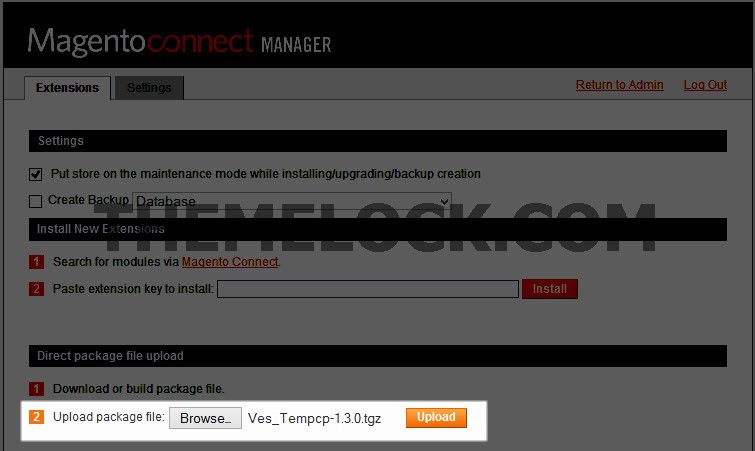 Magentoconnect MANAGER
Extensions Settings Return to Admin Log Out
Settings
Put store on the maintenance mode while installing/upgrading/backup creation
Create Backup Database
THEMELOCK.COM
Install New Extensions
1 Search for modules via Magento Connect.
2 Paste extension key to install: Install
Direct package file upload
1 Download or build package file.
2 Upload package file: Browse.. Ves_Tempcp-1.3.0.tgz Upload